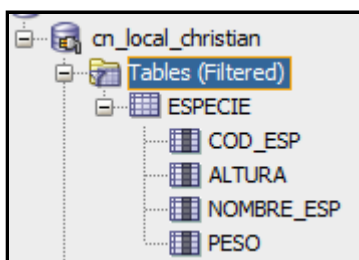 cn_local_christian
Tables (Filtered)
ESPECIE
COD_ESP
ALTURA
NOMBRE_ESP
PESO